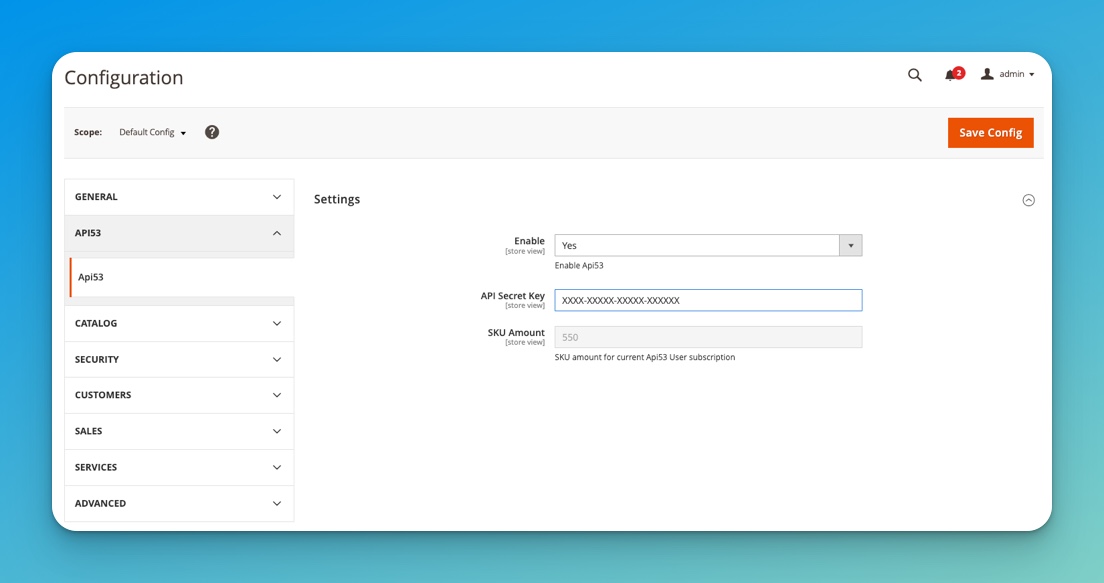 Configuration
2
admin
Scope: Default Config ?
Save Config
GENERAL
API53
Api53
CATALOG
SECURITY
CUSTOMERS
SALES
SERVICES
ADVANCED
Settings
Enable
[store view]
Yes
Enable Api53
API Secret Key
[store view]
XXXX-XXXXX-XXXXX-XXXXXX
SKU Amount
[store view]
550
SKU amount for current Api53 User subscription